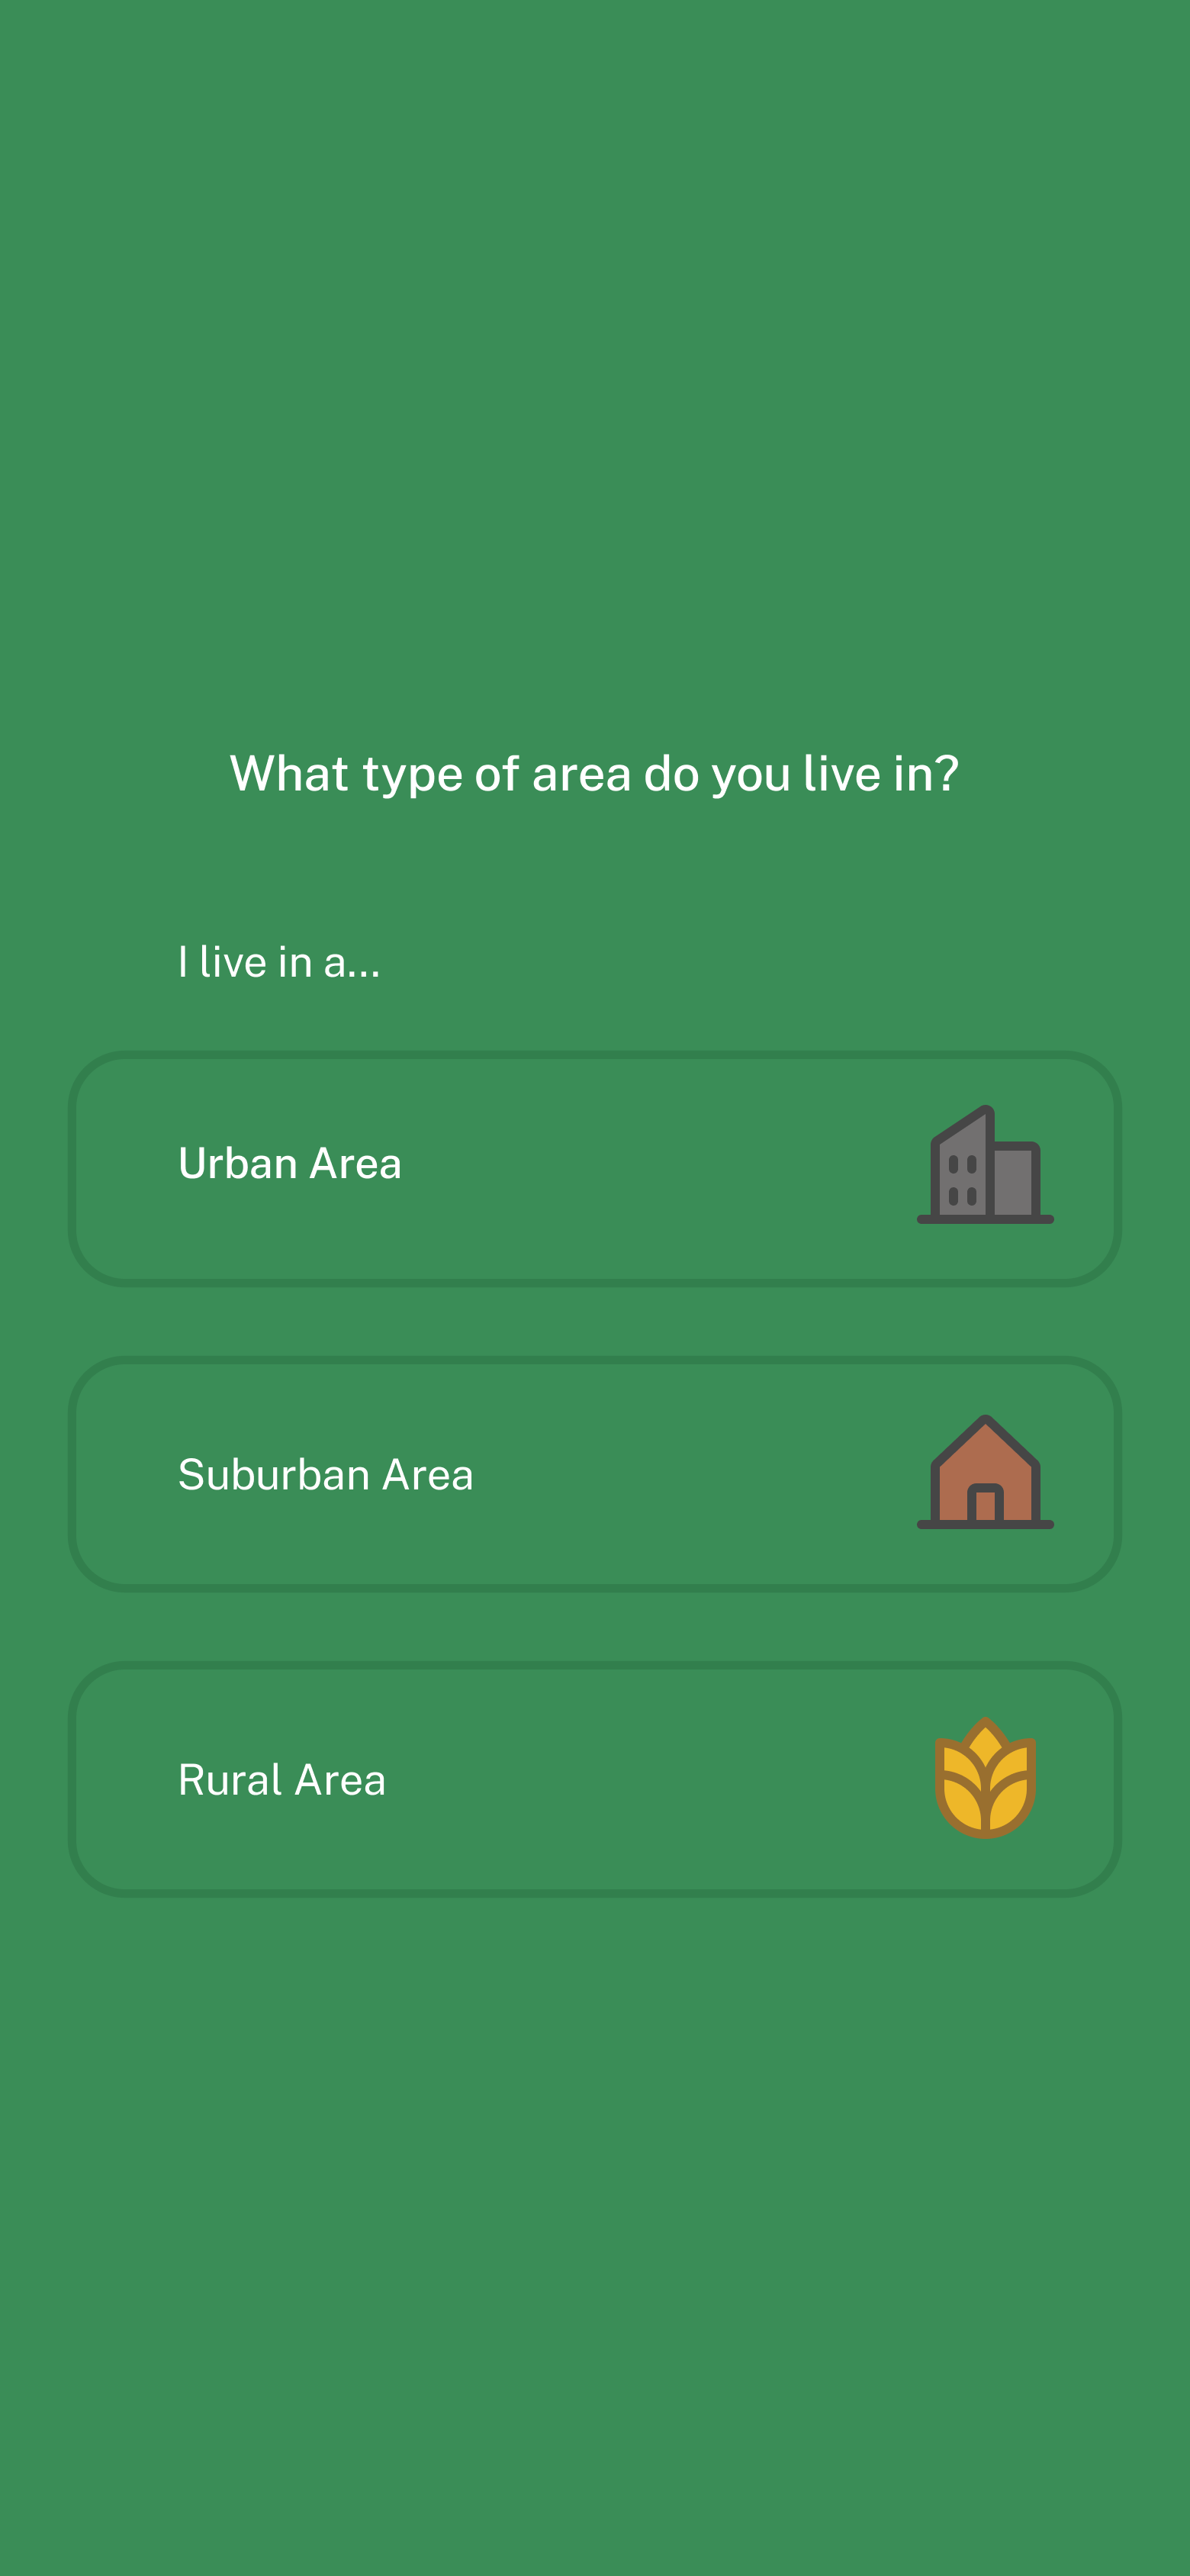 What type of area do you live in?
I live in a...
Urban Area
Suburban Area
Rural Area